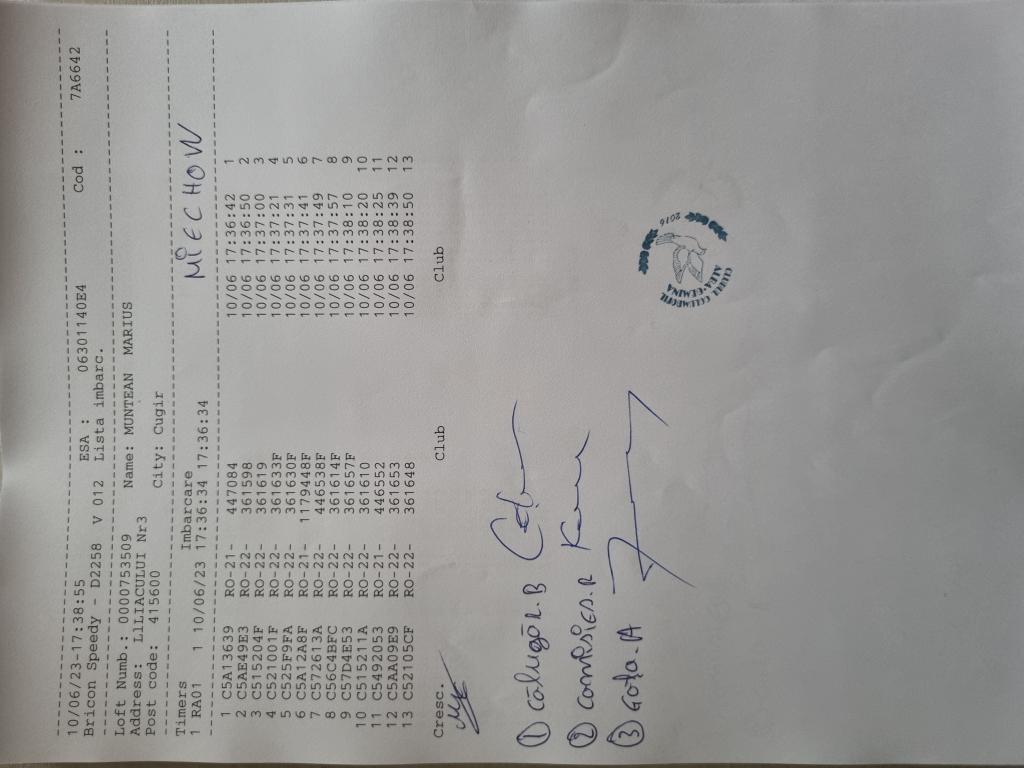 10/06/23-17:38:55
Bricon Speedy - D2258 V 012 ESA : 06301140E4 Cod : 7A6642
Lista imbarc.
Loft Numb.: 0000753509 Name: MUNTEAN MARIUS
Address: LILIACULUI Nr3
Post code: 415600 City: Cugir
Timers Imbarcare
1 RA01 1 10/06/23 17:36:34 17:36:34 MIECHOW
1 C5A13639 RO-21- 447084 10/06 17:36:42 1
2 C5AE49E3 RO-22- 361598 10/06 17:36:50 2
3 C515204F RO-22- 361619 10/06 17:37:00 3
4 C521001F RO-22- 361633F 10/06 17:37:21 4
5 C525F9FA RO-22- 361630F 10/06 17:37:31 5
6 C5A12A8F RO-21- 1179448F 10/06 17:37:41 6
7 C572613A RO-22- 446538F 10/06 17:37:49 7
8 C56C4BFC RO-22- 361614F 10/06 17:37:57 8
9 C57D4E53 RO-22- 361657F 10/06 17:38:10 9
10 C515211A RO-22- 361610 10/06 17:38:20 10
11 C5492053 RO-21- 446552 10/06 17:38:25 11
12 C5AA09E9 RO-22- 361653 10/06 17:38:39 12
13 C52105CF RO-22- 361648 10/06 17:38:50 13
Cresc. Club Club
① CĂLUGĂR.B
②
③ Gota.A
2016
CLUBUL COLUMBOFIL
ALBA-GEMINA